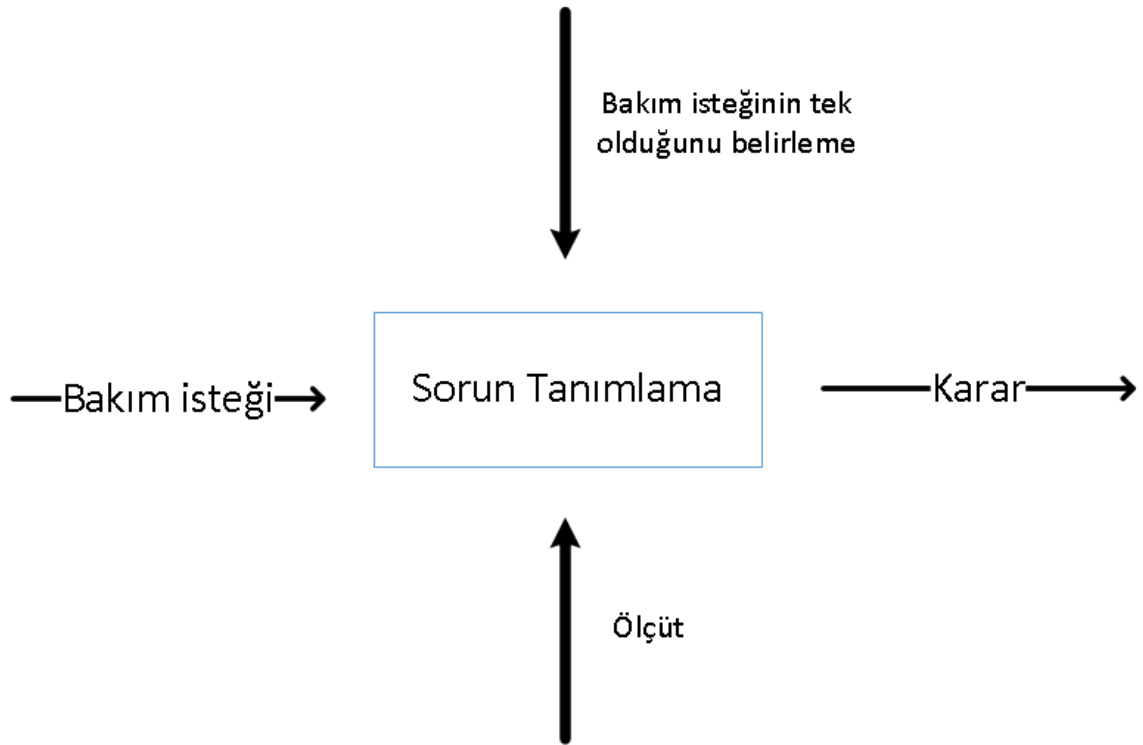 Bakım isteğinin tek
olduğunu belirleme
Bakım isteği
Sorun Tanımlama
Karar
Ölçüt